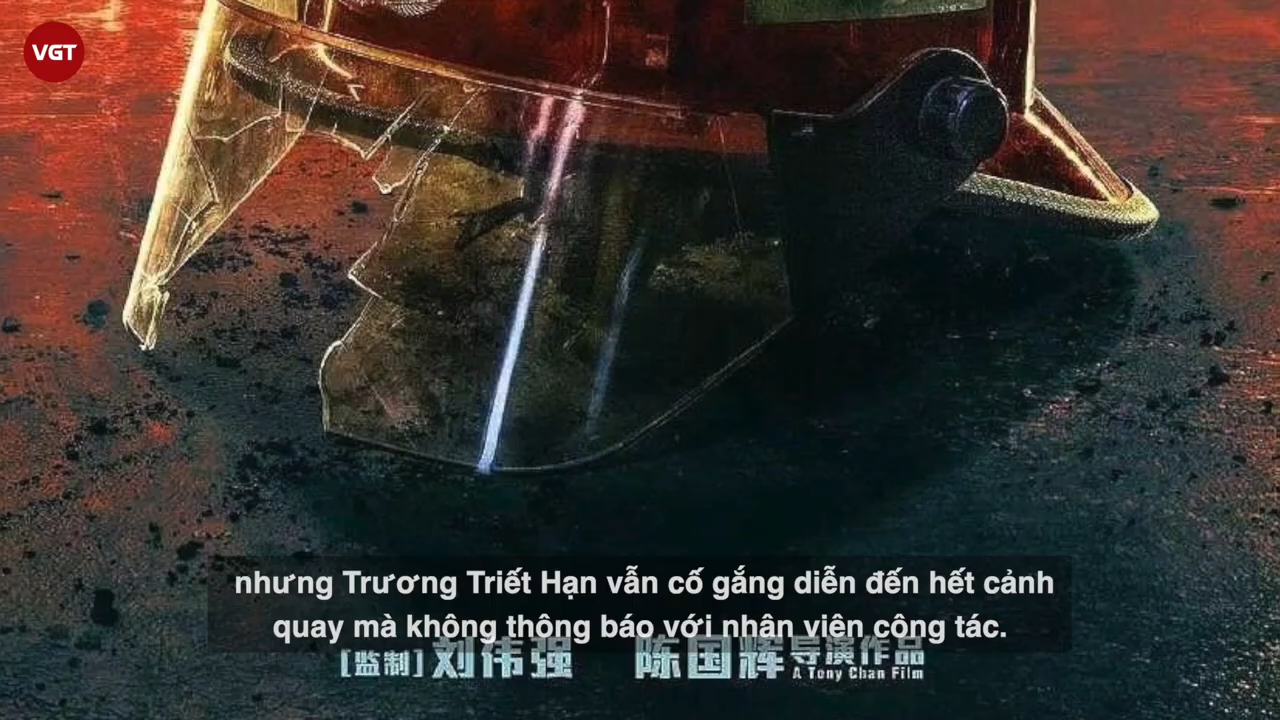 VGT
nhưng Trương Triết Hạn vẫn cố gắng diễn đến hết cảnh
quay mà không thông báo với nhân viên công tác.
[监制] 刘伟强 陈国辉 导演作品
A Tony Chan Film